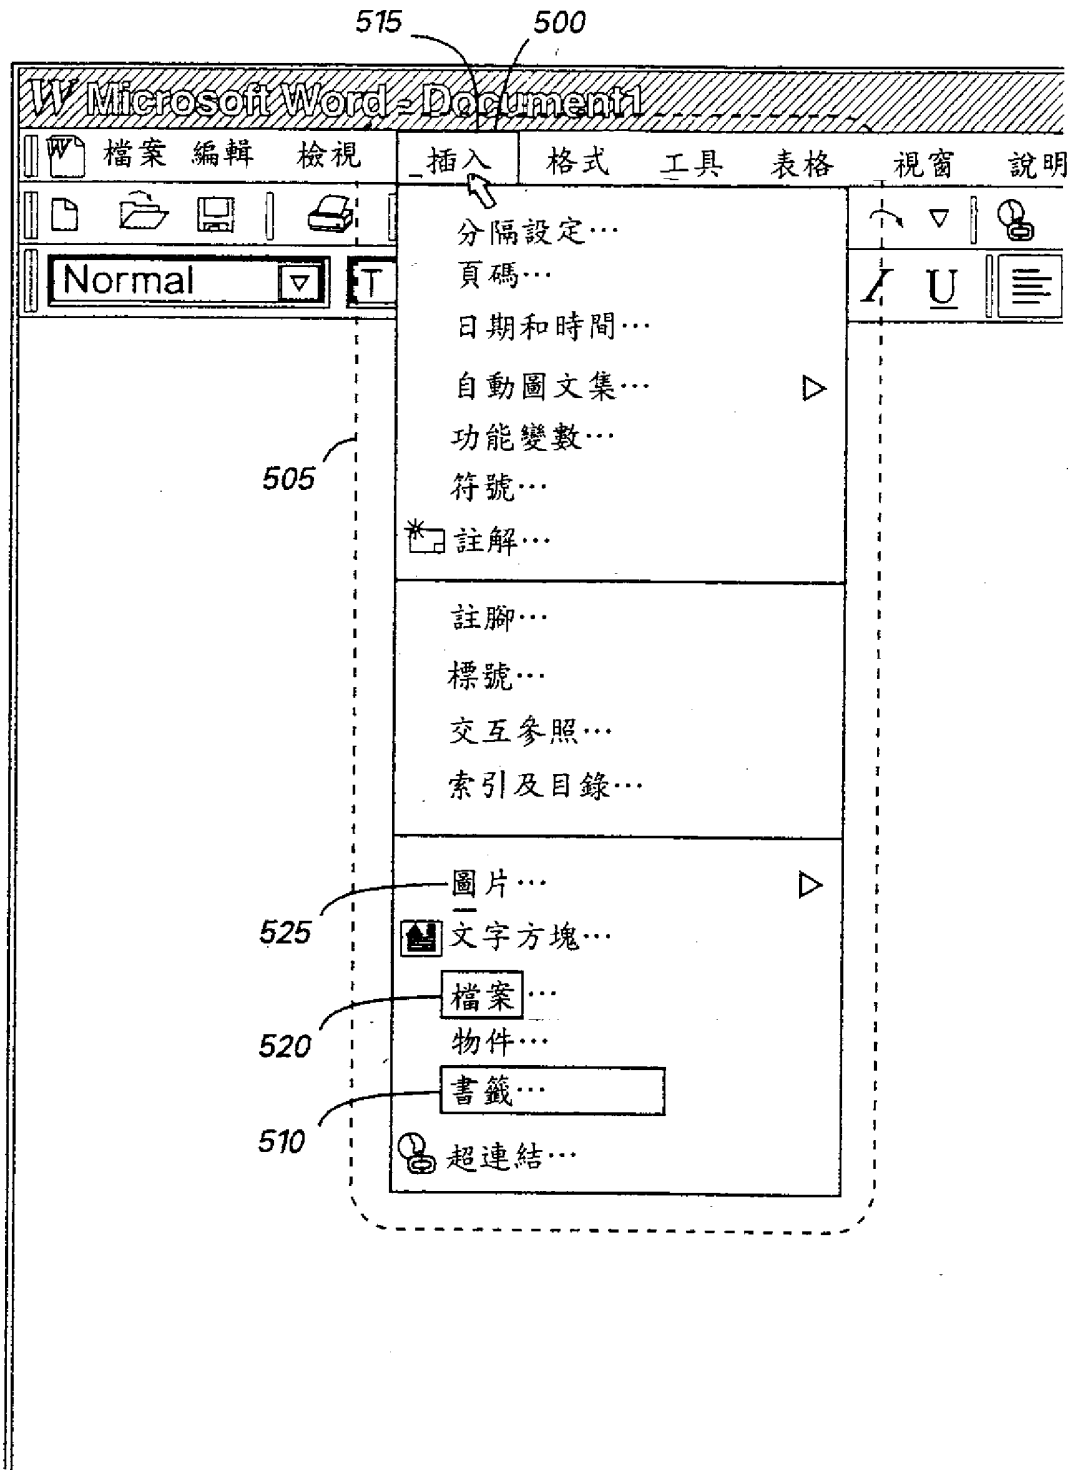 515 500
W Microsoft Word - Document1
W 檔案 編輯 檢視 插入 格式 工具 表格 視窗 說明
Normal T I U
分隔設定…
頁碼…
日期和時間…
自動圖文集…
功能變數…
505
符號…
註解…
註腳…
標號…
交互參照…
索引及目錄…
圖片…
525
文字方塊…
檔案…
520
物件…
書籤…
510
超連結…